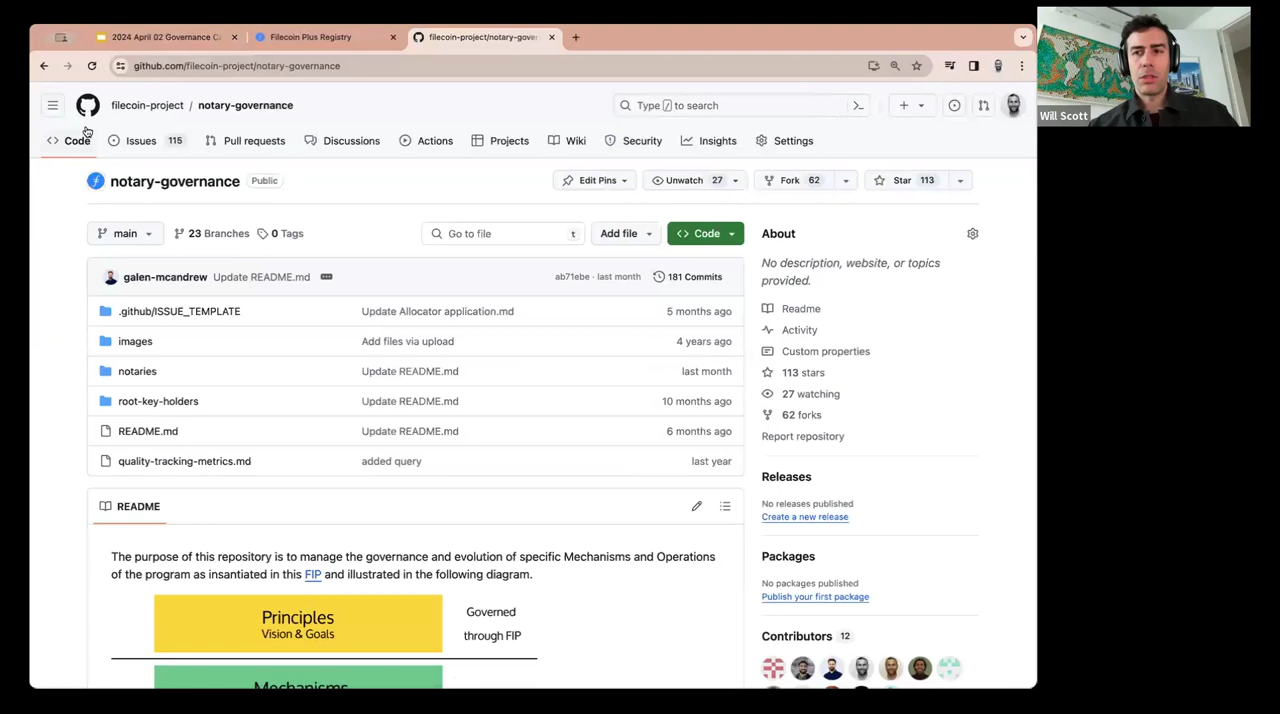 2024 April 02 Governance Ca
Filecoin Plus Registry
filecoin-project/notary-gover
github.com/filecoin-project/notary-governance
filecoin-project / notary-governance
Type / to search
Code
Issues 115
Pull requests
Discussions
Actions
Projects
Wiki
Security
Insights
Settings
notary-governance Public
Edit Pins
Unwatch 27
Fork 62
Star 113
main
23 Branches
0 Tags
Go to file t
Add file
Code
galen-mcandrew Update README.md
ab71ebe · last month
181 Commits
.github/ISSUE_TEMPLATE Update Allocator application.md 5 months ago
images Add files via upload 4 years ago
notaries Update README.md last month
root-key-holders Update README.md 10 months ago
README.md Update README.md 6 months ago
quality-tracking-metrics.md added query last year
README
The purpose of this repository is to manage the governance and evolution of specific Mechanisms and Operations
of the program as insantiated in this FIP and illustrated in the following diagram.
Principles
Vision & Goals
Governed
through FIP
Mechanisms
About
No description, website, or topics
provided.
Readme
Activity
Custom properties
113 stars
27 watching
62 forks
Report repository
Releases
No releases published
Create a new release
Packages
No packages published
Publish your first package
Contributors 12
Will Scott